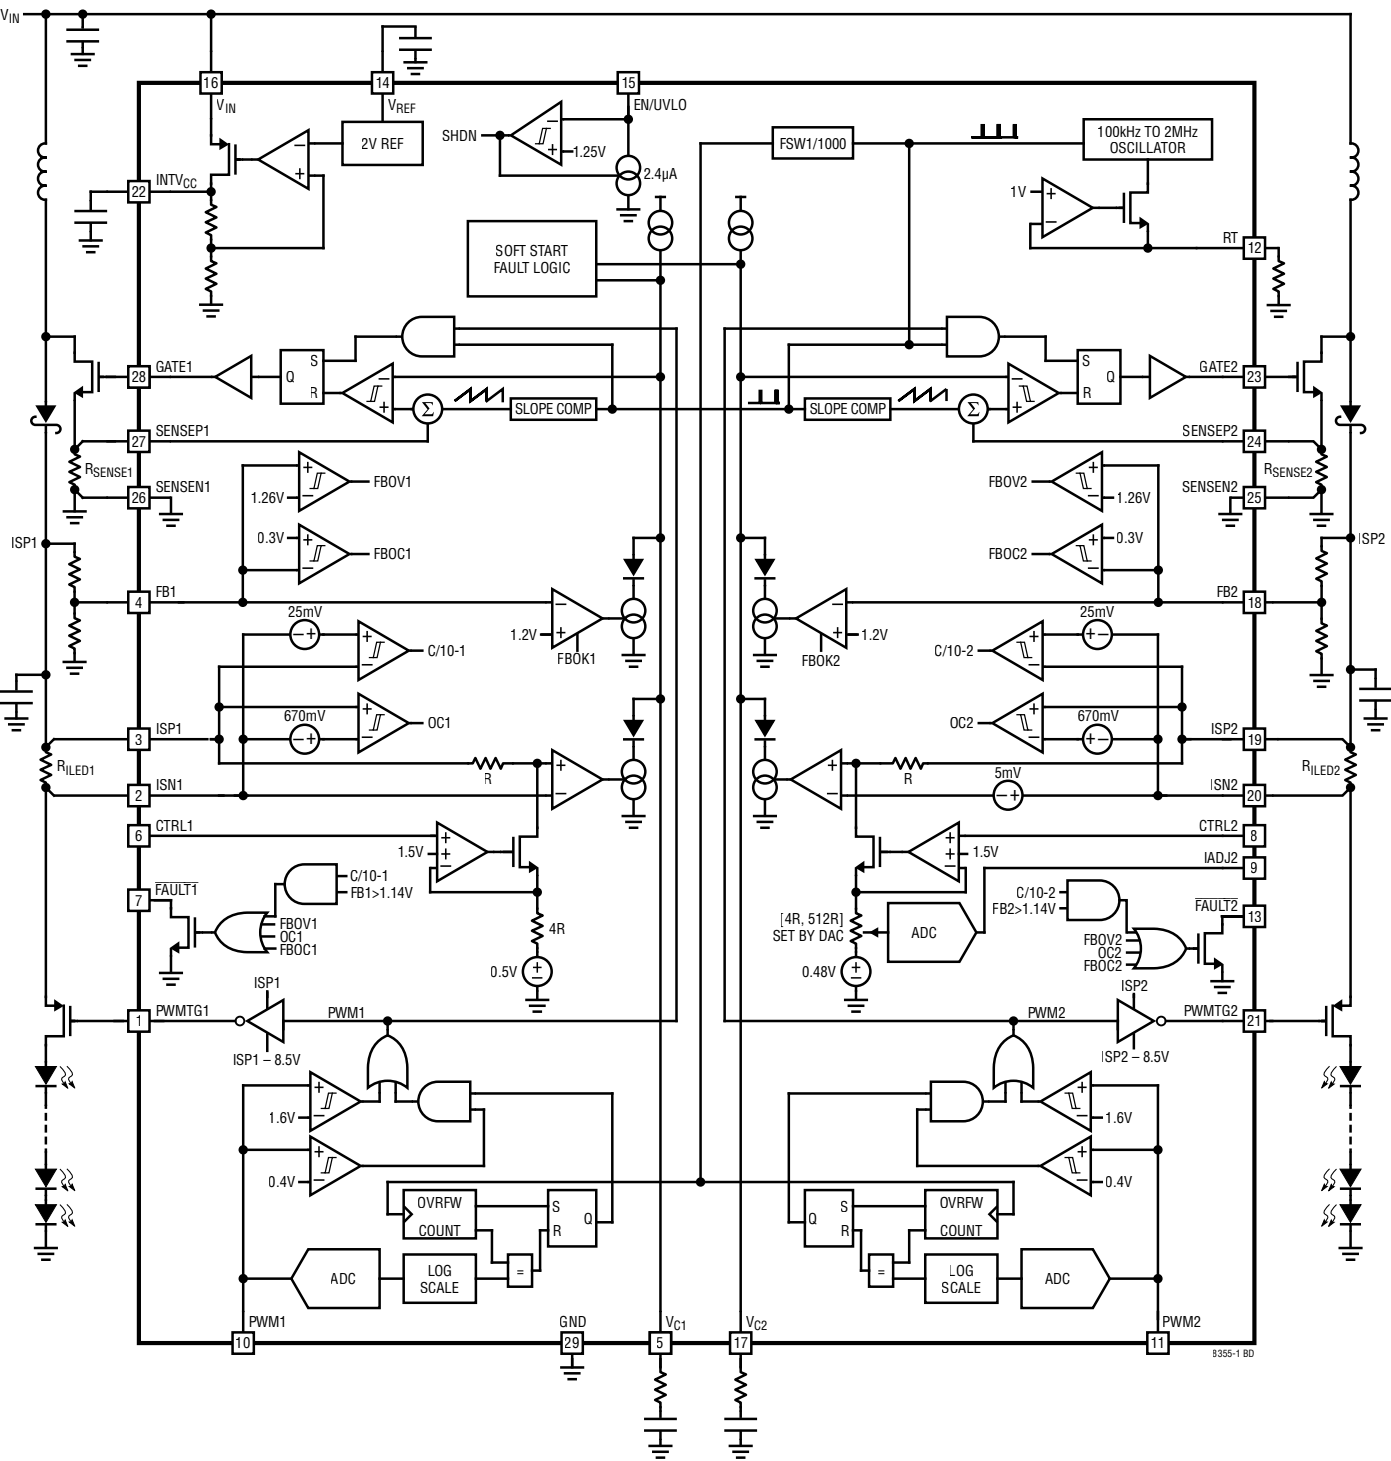 VIN
16
14
15
VIN
VREF
EN/UVLO
2V REF
SHDN
1.25V
2.4µA
FSW1/1000
100kHz TO 2MHz
OSCILLATOR
1V
22
INTVCC
RT
12
SOFT START
FAULT LOGIC
28
GATE1
Q
S
R
Σ
SLOPE COMP
SLOPE COMP
Σ
S
R
Q
GATE2
23
27
SENSEP1
SENSEP2
24
RSENSE1
RSENSE2
26
SENSEN1
SENSEN2
25
1.26V
FBOV1
FBOV2
1.26V
0.3V
FBOC1
FBOC2
0.3V
ISP1
ISP2
4
FB1
FB2
18
25mV
1.2V
FBOK1
FBOK2
1.2V
25mV
C/10-1
C/10-2
670mV
OC1
OC2
670mV
3
ISP1
ISP2
19
RILED1
RILED2
R
R
5mV
2
ISN1
ISN2
20
6
CTRL1
CTRL2
8
1.5V
1.5V
IADJ2
9
7
FAULT1
C/10-1
FB1>1.14V
FBOV1
OC1
FBOC1
4R
0.5V
[4R, 512R]
SET BY DAC
ADC
0.48V
C/10-2
FB2>1.14V
FBOV2
OC2
FBOC2
FAULT2
13
ISP1
ISP2
1
PWMTG1
PWM1
PWM2
PWMTG2
21
ISP1 – 8.5V
ISP2 – 8.5V
1.6V
1.6V
0.4V
0.4V
OVRFW
COUNT
S
R
Q
Q
S
R
OVRFW
COUNT
ADC
LOG
SCALE
=
=
LOG
SCALE
ADC
10
PWM1
GND
29
5
VC1
17
VC2
11
PWM2
8355-1 BD